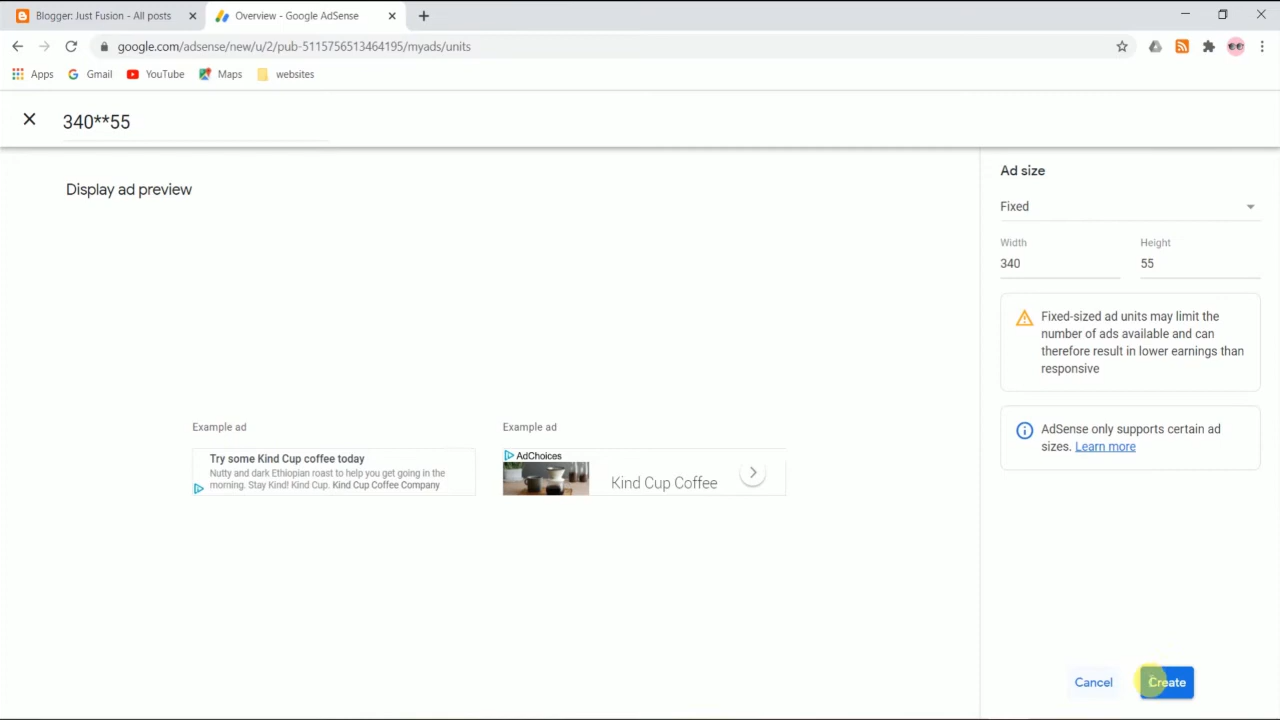 Blogger: Just Fusion - All posts
Overview - Google AdSense
google.com/adsense/new/u/2/pub-5115756513464195/myads/units
Apps
Gmail
YouTube
Maps
websites
340**55
Display ad preview
Ad size
Fixed
Width
Height
340
55
Fixed-sized ad units may limit the
number of ads available and can
therefore result in lower earnings than
responsive
Example ad
Example ad
Try some Kind Cup coffee today
Nutty and dark Ethiopian roast to help you get going in the
morning. Stay Kind! Kind Cup. Kind Cup Coffee Company
AdChoices
Kind Cup Coffee
AdSense only supports certain ad
sizes. Learn more
Cancel
Create